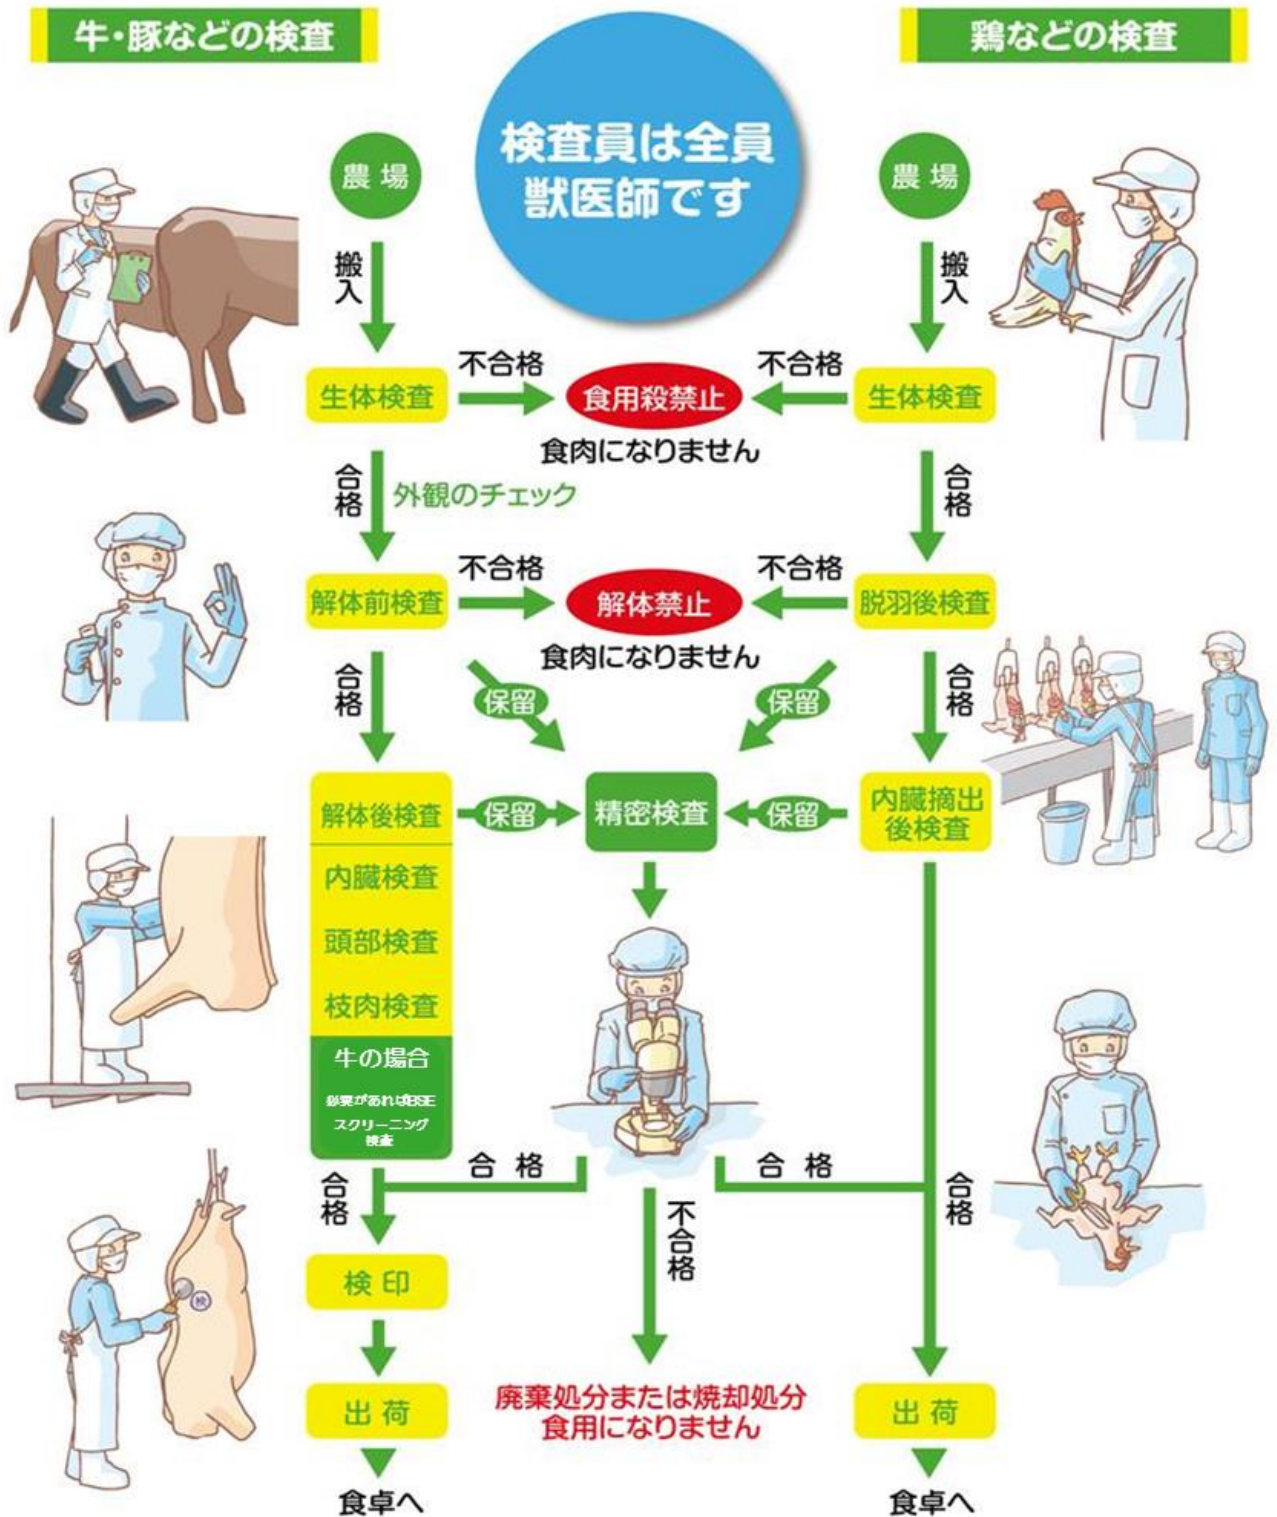 牛・豚などの検査
鶏などの検査
検査員は全員
獣医師です
農場
農場
搬入
搬入
生体検査
不合格
食用殺禁止
不合格
生体検査
食肉になりません
合格
外観のチェック
合格
解体前検査
不合格
解体禁止
不合格
脱羽後検査
食肉になりません
合格
保留
保留
合格
解体後検査
保留
精密検査
保留
内臓摘出
後検査
内臓検査
頭部検査
枝肉検査
牛の場合
必要があればBSE
スクリーニング
検査
合格
合格
合格
不合格
合格
検印
検
出荷
廃棄処分または焼却処分
食用になりません
出荷
食卓へ
食卓へ